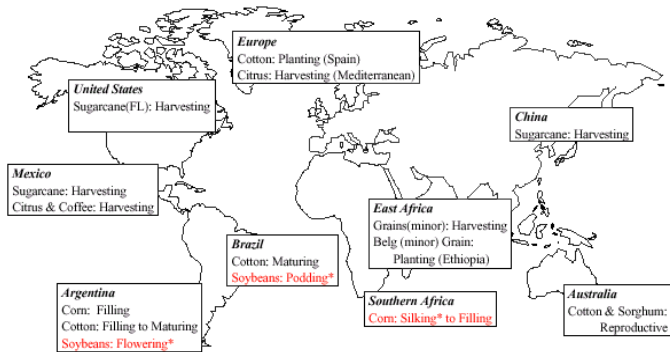 Europe
Cotton: Planting (Spain)
Citrus: Harvesting (Mediterranean)
United States
Sugarcane(FL): Harvesting
China
Sugarcane: Harvesting
Mexico
Sugarcane: Harvesting
Citrus & Coffee: Harvesting
East Africa
Grains(minor): Harvesting
Belg (minor) Grain:
Planting (Ethiopia)
Brazil
Cotton: Maturing
Soybeans: Podding*
Argentina
Corn: Filling
Cotton: Filling to Maturing
Soybeans: Flowering*
Southern Africa
Corn: Silking* to Filling
Australia
Cotton & Sorghum:
Reproductive